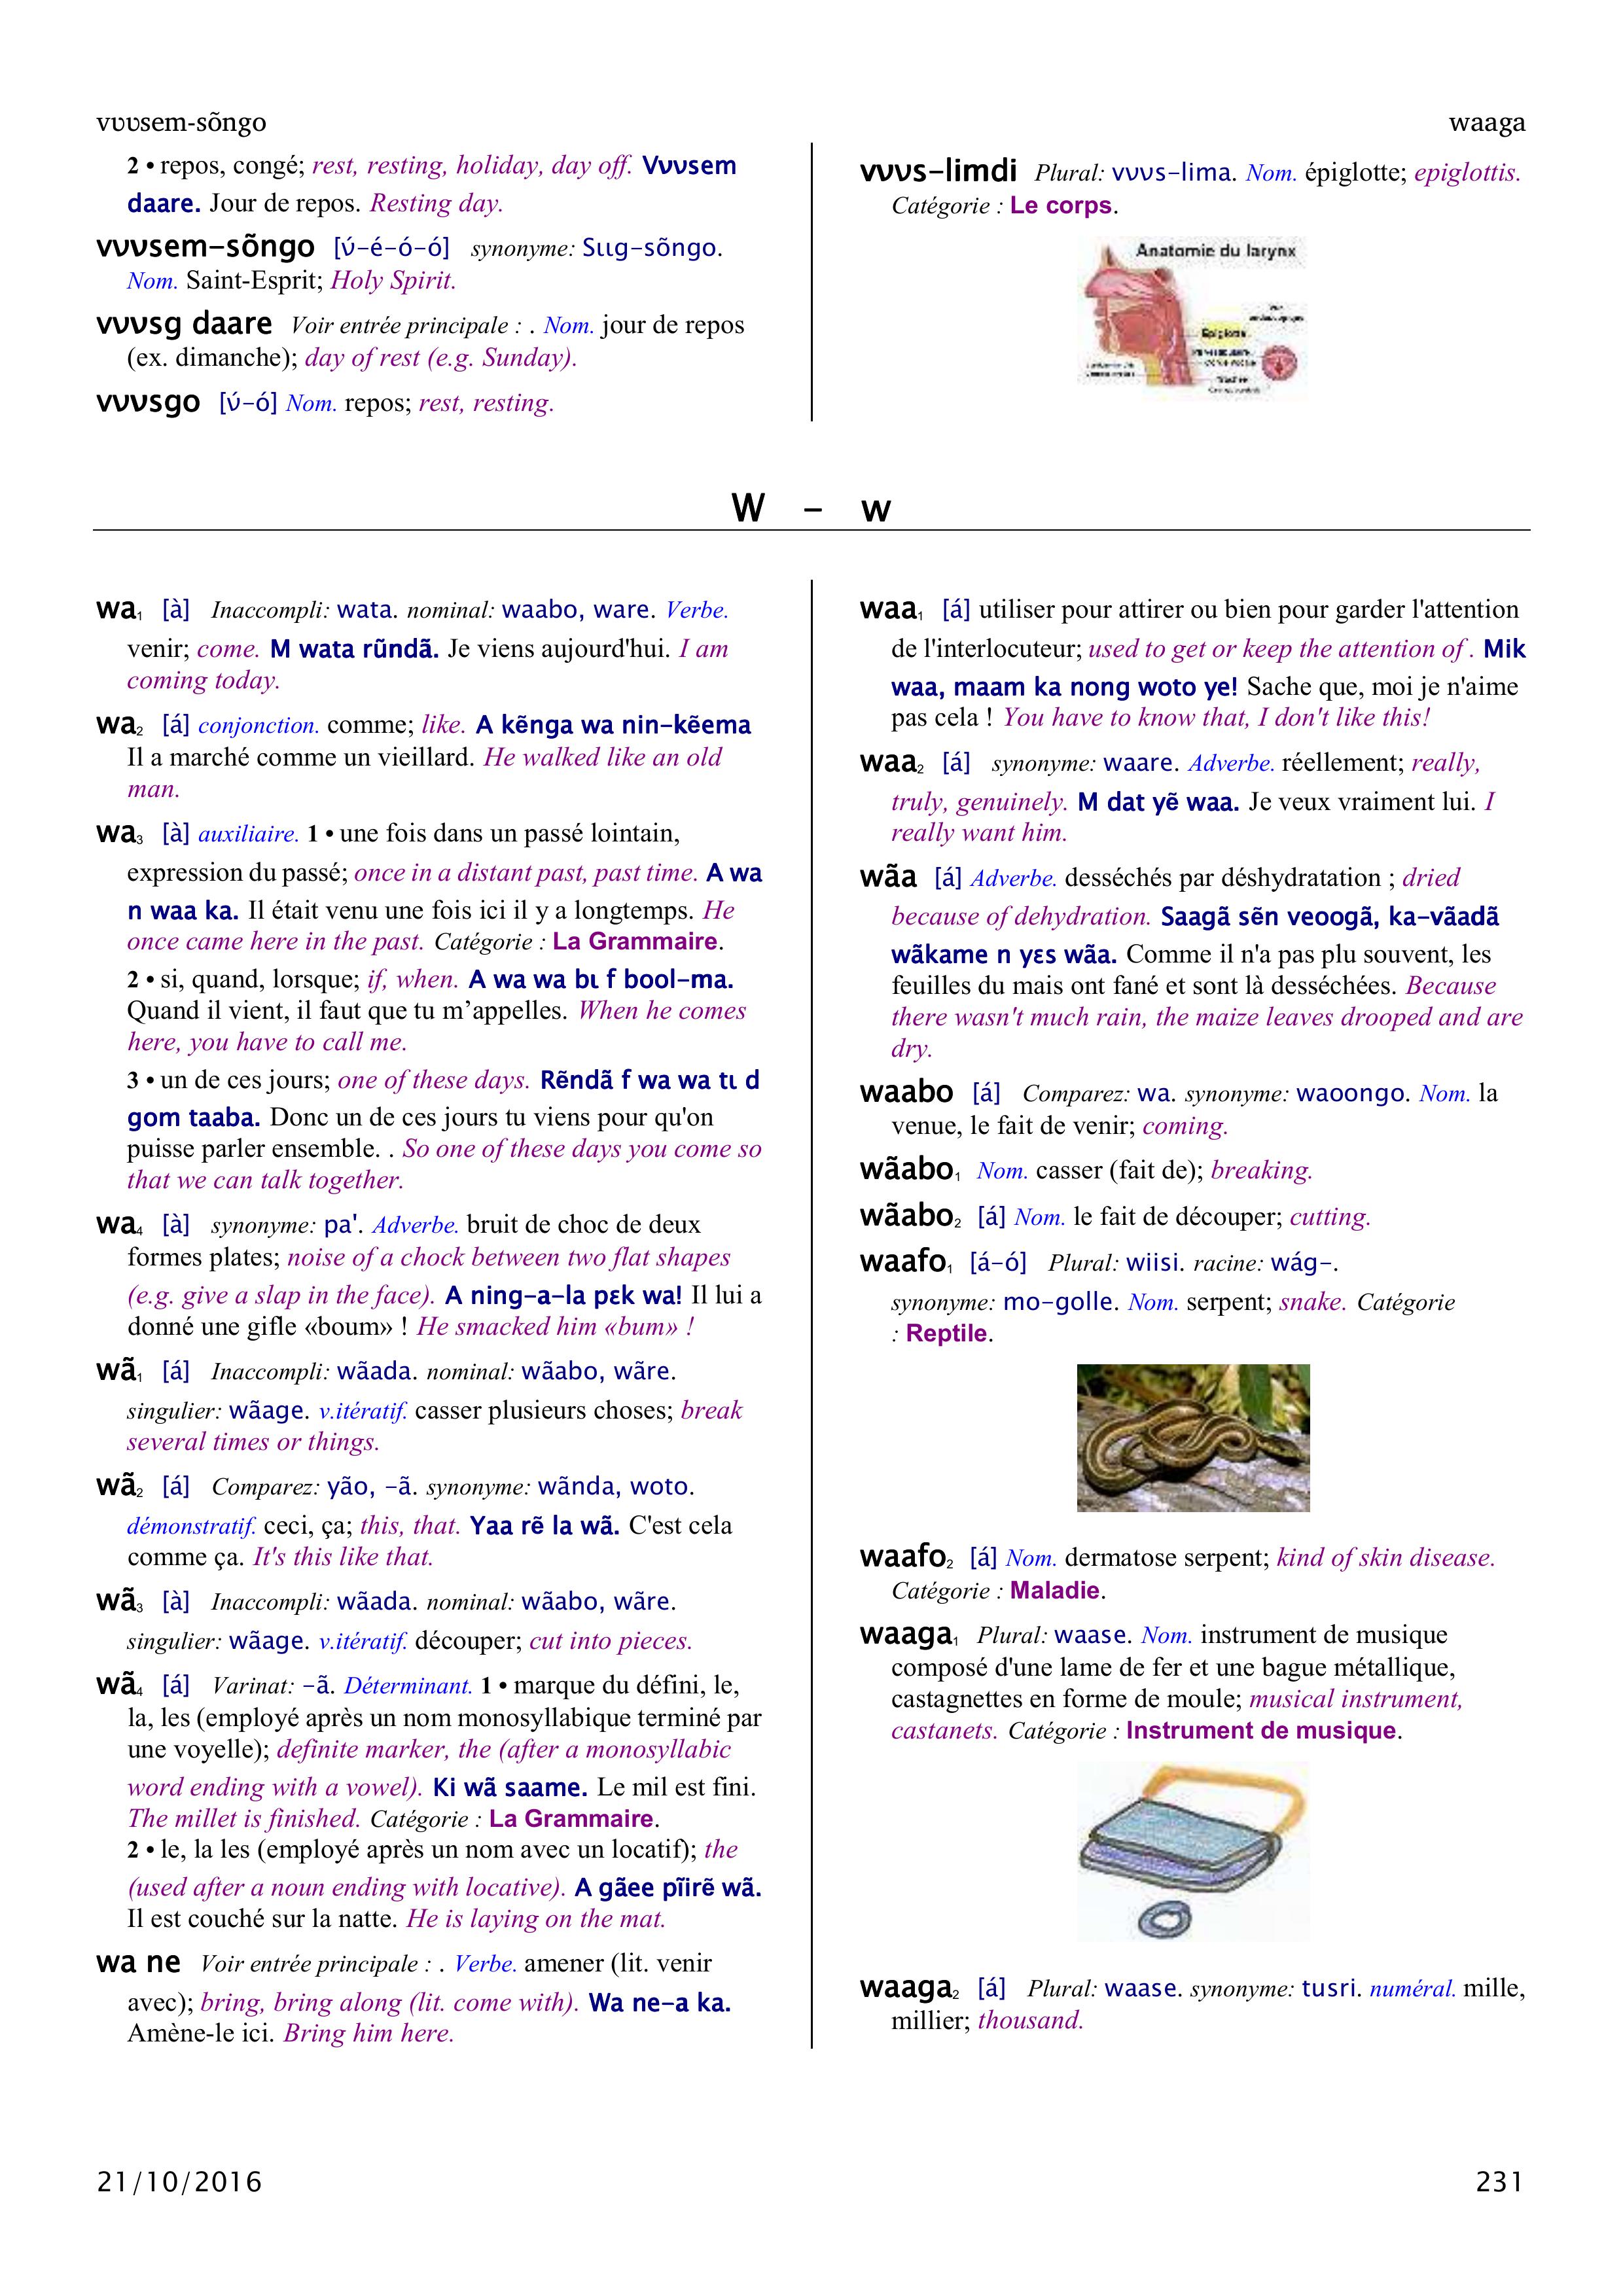 vʋʋsem-sõngo
waaga
2 • repos, congé; rest, resting, holiday, day off. Vʋʋsem
daare. Jour de repos. Resting day.
vʋʋsem-sõngo [ʋ́-é-ó-ó] synonyme: Sɩɩg-sõngo.
Nom. Saint-Esprit; Holy Spirit.
vʋʋsg daare Voir entrée principale : . Nom. jour de repos
(ex. dimanche); day of rest (e.g. Sunday).
vʋʋsgo [ʋ́-ó] Nom. repos; rest, resting.
vʋʋs-limdi Plural: vʋʋs-lima. Nom. épiglotte; epiglottis.
Catégorie : Le corps.
Anatomie du larynx
Epiglotte
W - w
wa₁ [à] Inaccompli: wata. nominal: waabo, ware. Verbe.
venir; come. M wata rũndã. Je viens aujourd'hui. I am
coming today.
wa₂ [á] conjonction. comme; like. A kẽnga wa nin-kẽema
Il a marché comme un vieillard. He walked like an old
man.
wa₃ [à] auxiliaire. 1 • une fois dans un passé lointain,
expression du passé; once in a distant past, past time. A wa
n waa ka. Il était venu une fois ici il y a longtemps. He
once came here in the past. Catégorie : La Grammaire.
2 • si, quand, lorsque; if, when. A wa wa bɩ f bool-ma.
Quand il vient, il faut que tu m’appelles. When he comes
here, you have to call me.
3 • un de ces jours; one of these days. Rẽndã f wa wa tɩ d
gom taaba. Donc un de ces jours tu viens pour qu'on
puisse parler ensemble. . So one of these days you come so
that we can talk together.
wa₄ [à] synonyme: pa'. Adverbe. bruit de choc de deux
formes plates; noise of a chock between two flat shapes
(e.g. give a slap in the face). A ning-a-la pɛk wa! Il lui a
donné une gifle «boum» ! He smacked him «bum» !
wã₁ [á] Inaccompli: wãada. nominal: wãabo, wãre.
singulier: wãage. v.itératif. casser plusieurs choses; break
several times or things.
wã₂ [á] Comparez: yão, -ã. synonyme: wãnda, woto.
démonstratif. ceci, ça; this, that. Yaa rẽ la wã. C'est cela
comme ça. It's this like that.
wã₃ [à] Inaccompli: wãada. nominal: wãabo, wãre.
singulier: wãage. v.itératif. découper; cut into pieces.
wã₄ [á] Varinat: -ã. Déterminant. 1 • marque du défini, le,
la, les (employé après un nom monosyllabique terminé par
une voyelle); definite marker, the (after a monosyllabic
word ending with a vowel). Ki wã saame. Le mil est fini.
The millet is finished. Catégorie : La Grammaire.
2 • le, la les (employé après un nom avec un locatif); the
(used after a noun ending with locative). A gãee pĩirẽ wã.
Il est couché sur la natte. He is laying on the mat.
wa ne Voir entrée principale : . Verbe. amener (lit. venir
avec); bring, bring along (lit. come with). Wa ne-a ka.
Amène-le ici. Bring him here.
waa₁ [á] utiliser pour attirer ou bien pour garder l'attention
de l'interlocuteur; used to get or keep the attention of . Mik
waa, maam ka nong woto ye! Sache que, moi je n'aime
pas cela ! You have to know that, I don't like this!
waa₂ [á] synonyme: waare. Adverbe. réellement; really,
truly, genuinely. M dat yẽ waa. Je veux vraiment lui. I
really want him.
wãa [á] Adverbe. desséchés par déshydratation ; dried
because of dehydration. Saagã sẽn veoogã, ka-vãadã
wãkame n yɛs wãa. Comme il n'a pas plu souvent, les
feuilles du mais ont fané et sont là desséchées. Because
there wasn't much rain, the maize leaves drooped and are
dry.
waabo [á] Comparez: wa. synonyme: waoongo. Nom. la
venue, le fait de venir; coming.
wãabo₁ Nom. casser (fait de); breaking.
wãabo₂ [á] Nom. le fait de découper; cutting.
waafo₁ [á-ó] Plural: wiisi. racine: wág-.
synonyme: mo-golle. Nom. serpent; snake. Catégorie
: Reptile.
waafo₂ [á] Nom. dermatose serpent; kind of skin disease.
Catégorie : Maladie.
waaga₁ Plural: waase. Nom. instrument de musique
composé d'une lame de fer et une bague métallique,
castagnettes en forme de moule; musical instrument,
castanets. Catégorie : Instrument de musique.
waaga₂ [á] Plural: waase. synonyme: tusri. numéral. mille,
millier; thousand.
21/10/2016
231